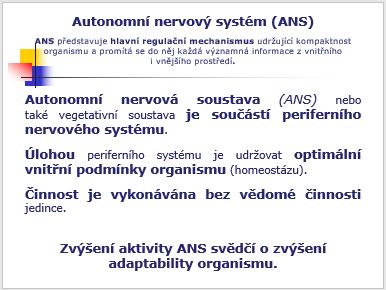 Autonomní nervový systém (ANS)
ANS představuje hlavní regulační mechanismus udržující kompaktnost
organismu a promítá se do něj každá významná informace z vnitřního
i vnějšího prostředí.
Autonomní nervová soustava (ANS) nebo
také vegetativní soustava je součástí periferního
nervového systému.
Úlohou periferního systému je udržovat optimální
vnitřní podmínky organismu (homeostázu).
Činnost je vykonávána bez vědomé činnosti
jedince.
Zvýšení aktivity ANS svědčí o zvýšení
adaptability organismu.